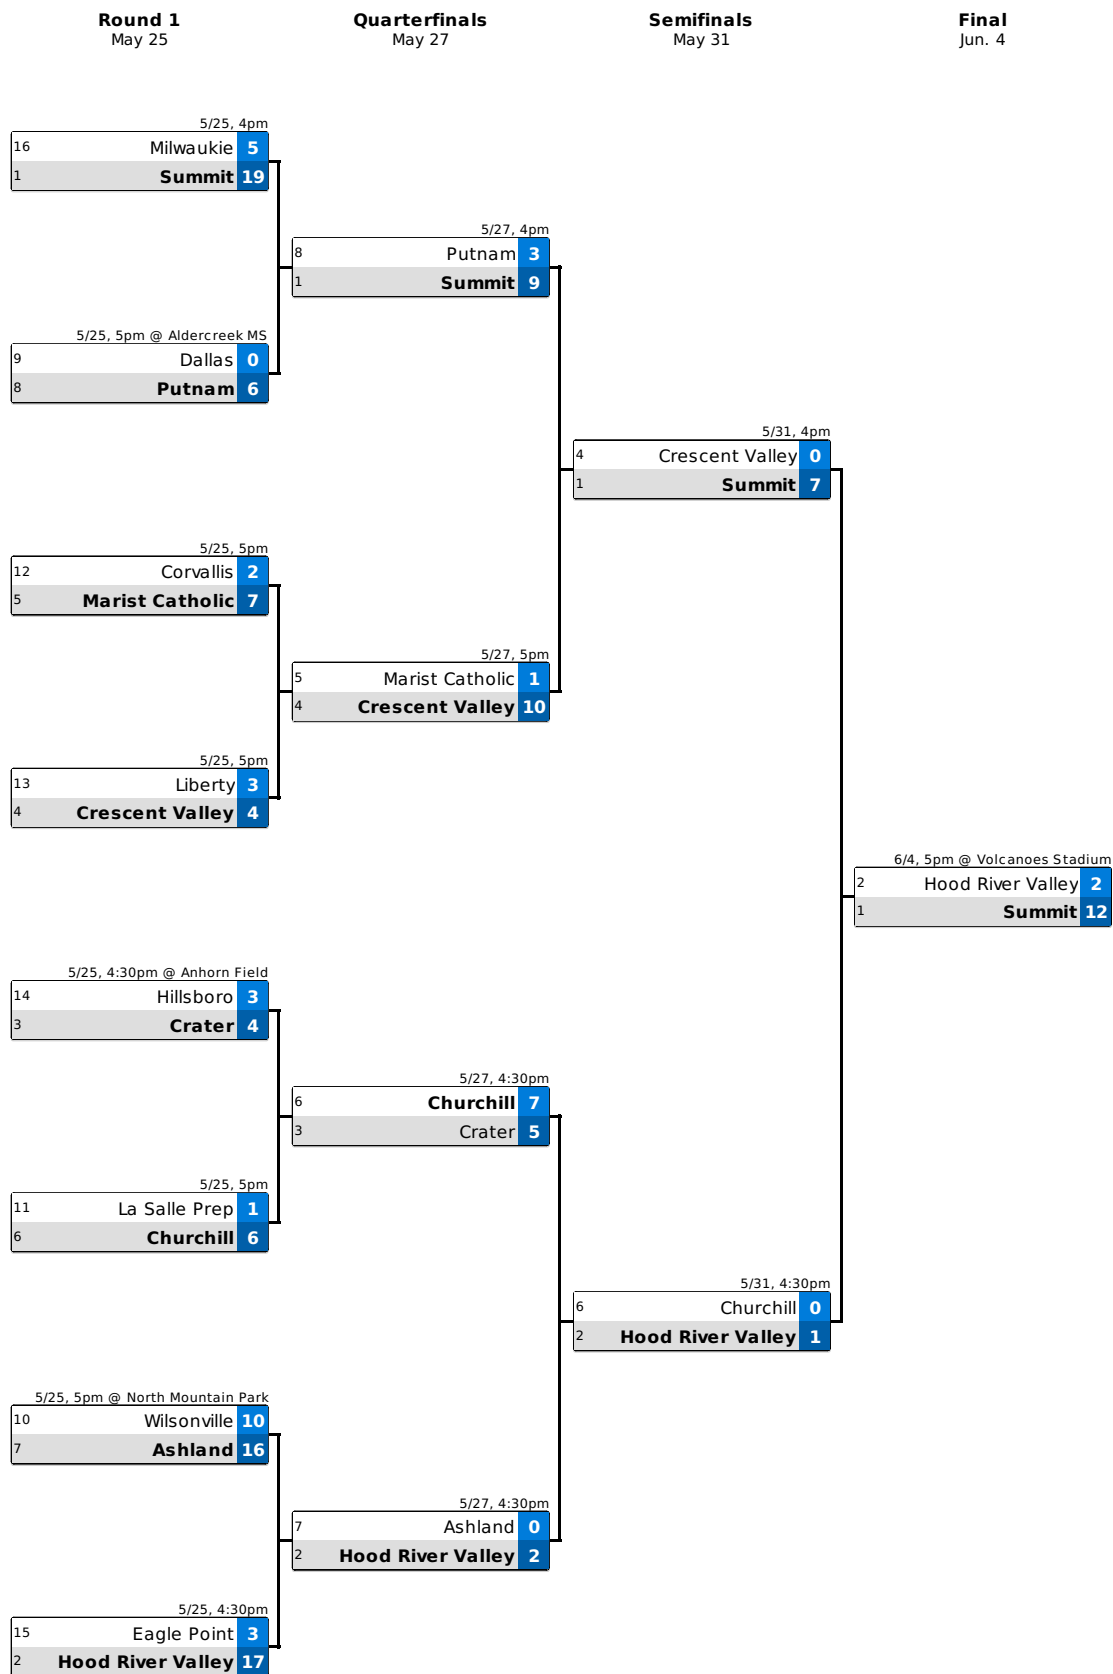 Round 1
May 25
Quarterfinals
May 27
Semifinals
May 31
Final
Jun. 4
5/25, 4pm
16 Milwaukie 5
1 Summit 19
5/27, 4pm
8 Putnam 3
1 Summit 9
5/25, 5pm @ Aldercreek MS
9 Dallas 0
8 Putnam 6
5/31, 4pm
4 Crescent Valley 0
1 Summit 7
5/25, 5pm
12 Corvallis 2
5 Marist Catholic 7
5/27, 5pm
5 Marist Catholic 1
4 Crescent Valley 10
5/25, 5pm
13 Liberty 3
4 Crescent Valley 4
6/4, 5pm @ Volcanoes Stadium
2 Hood River Valley 2
1 Summit 12
5/25, 4:30pm @ Anhorn Field
14 Hillsboro 3
3 Crater 4
5/27, 4:30pm
6 Churchill 7
3 Crater 5
5/25, 5pm
11 La Salle Prep 1
6 Churchill 6
5/31, 4:30pm
6 Churchill 0
2 Hood River Valley 1
5/25, 5pm @ North Mountain Park
10 Wilsonville 10
7 Ashland 16
5/27, 4:30pm
7 Ashland 0
2 Hood River Valley 2
5/25, 4:30pm
15 Eagle Point 3
2 Hood River Valley 17